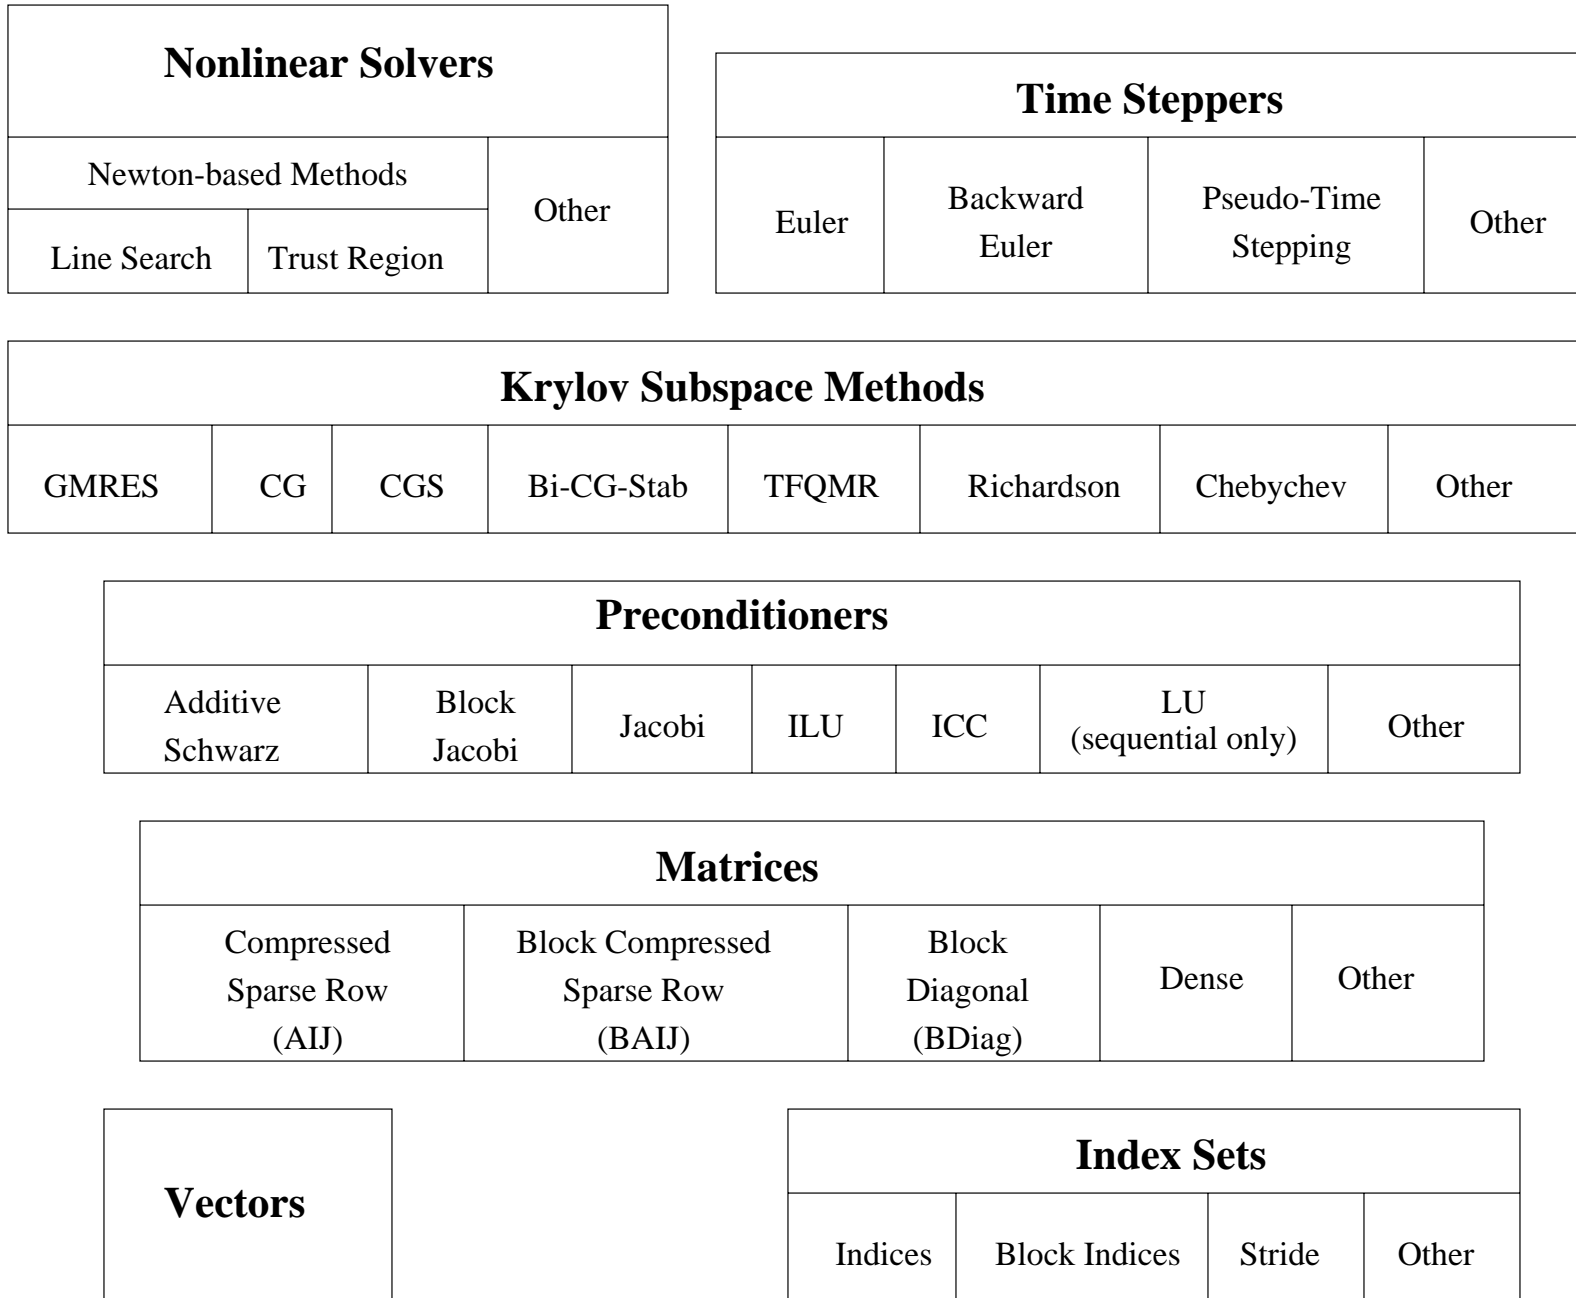 Nonlinear Solvers
Newton-based Methods
Line Search
Trust Region
Other
Time Steppers
Euler
Backward
Euler
Pseudo-Time
Stepping
Other
Krylov Subspace Methods
GMRES
CG
CGS
Bi-CG-Stab
TFQMR
Richardson
Chebychev
Other
Preconditioners
Additive
Schwarz
Block
Jacobi
Jacobi
ILU
ICC
LU
(sequential only)
Other
Matrices
Compressed
Sparse Row
(AIJ)
Block Compressed
Sparse Row
(BAIJ)
Block
Diagonal
(BDiag)
Dense
Other
Vectors
Index Sets
Indices
Block Indices
Stride
Other